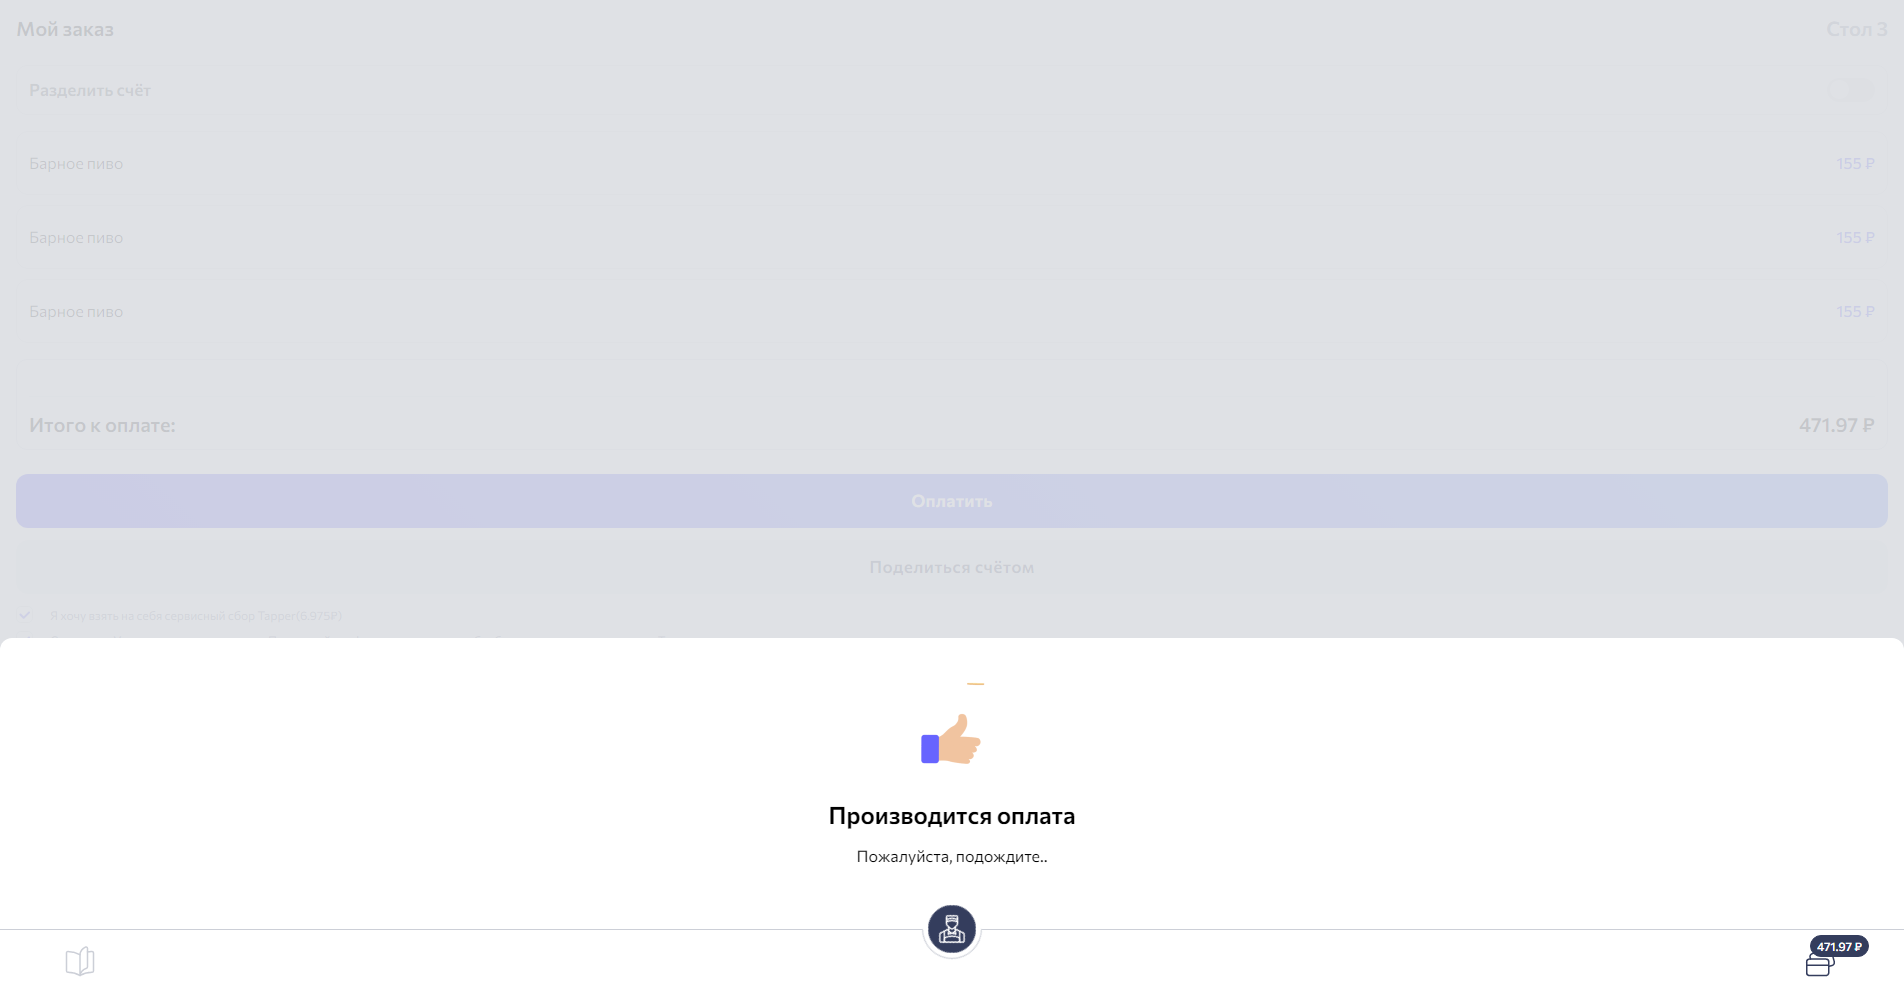 Мой заказ
Стол 3
Разделить счёт
Барное пиво 155 ₽
Барное пиво 155 ₽
Барное пиво 155 ₽
Итого к оплате: 471.97 ₽
Оплатить
Поделиться счётом
Я хочу взять на себя сервисный сбор Tapper(6.975₽)
Производится оплата
Пожалуйста, подождите..
471.97 ₽